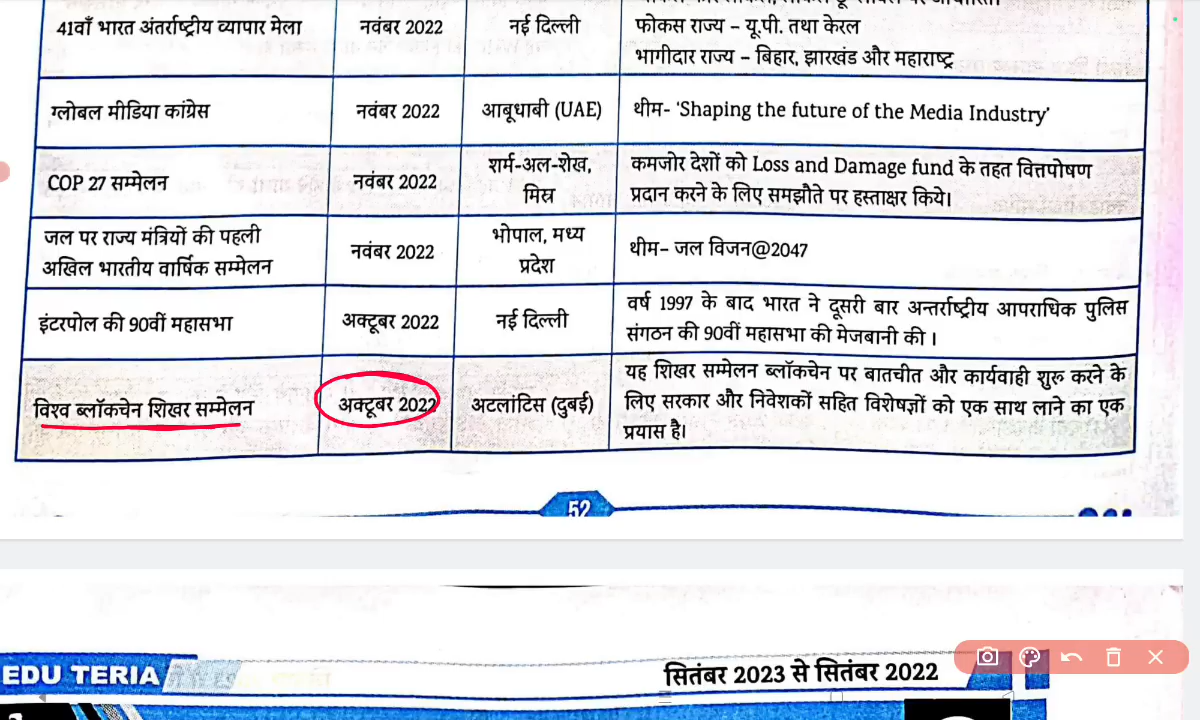 41वाँ भारत अंतर्राष्ट्रीय व्यापार मेला
नवंबर 2022
नई दिल्ली
फोकस राज्य – यू.पी. तथा केरल
भागीदार राज्य – बिहार, झारखंड और महाराष्ट्र
ग्लोबल मीडिया कांग्रेस
नवंबर 2022
आबूधाबी (UAE)
थीम- 'Shaping the future of the Media Industry'
COP 27 सम्मेलन
नवंबर 2022
शर्म-अल-शेख,
मिस्र
कमजोर देशों को Loss and Damage fund के तहत वित्तपोषण
प्रदान करने के लिए समझौते पर हस्ताक्षर किये।
जल पर राज्य मंत्रियों की पहली
अखिल भारतीय वार्षिक सम्मेलन
नवंबर 2022
भोपाल, मध्य
प्रदेश
थीम– जल विजन@2047
इंटरपोल की 90वीं महासभा
अक्टूबर 2022
नई दिल्ली
वर्ष 1997 के बाद भारत ने दूसरी बार अन्तर्राष्ट्रीय आपराधिक पुलिस
संगठन की 90वीं महासभा की मेजबानी की ।
विश्व ब्लॉकचेन शिखर सम्मेलन
अक्टूबर 2022
अटलांटिस (दुबई)
यह शिखर सम्मेलन ब्लॉकचेन पर बातचीत और कार्यवाही शुरू करने के
लिए सरकार और निवेशकों सहित विशेषज्ञों को एक साथ लाने का एक
प्रयास है।
52
EDU TERIA
सितंबर 2023 से सितंबर 2022